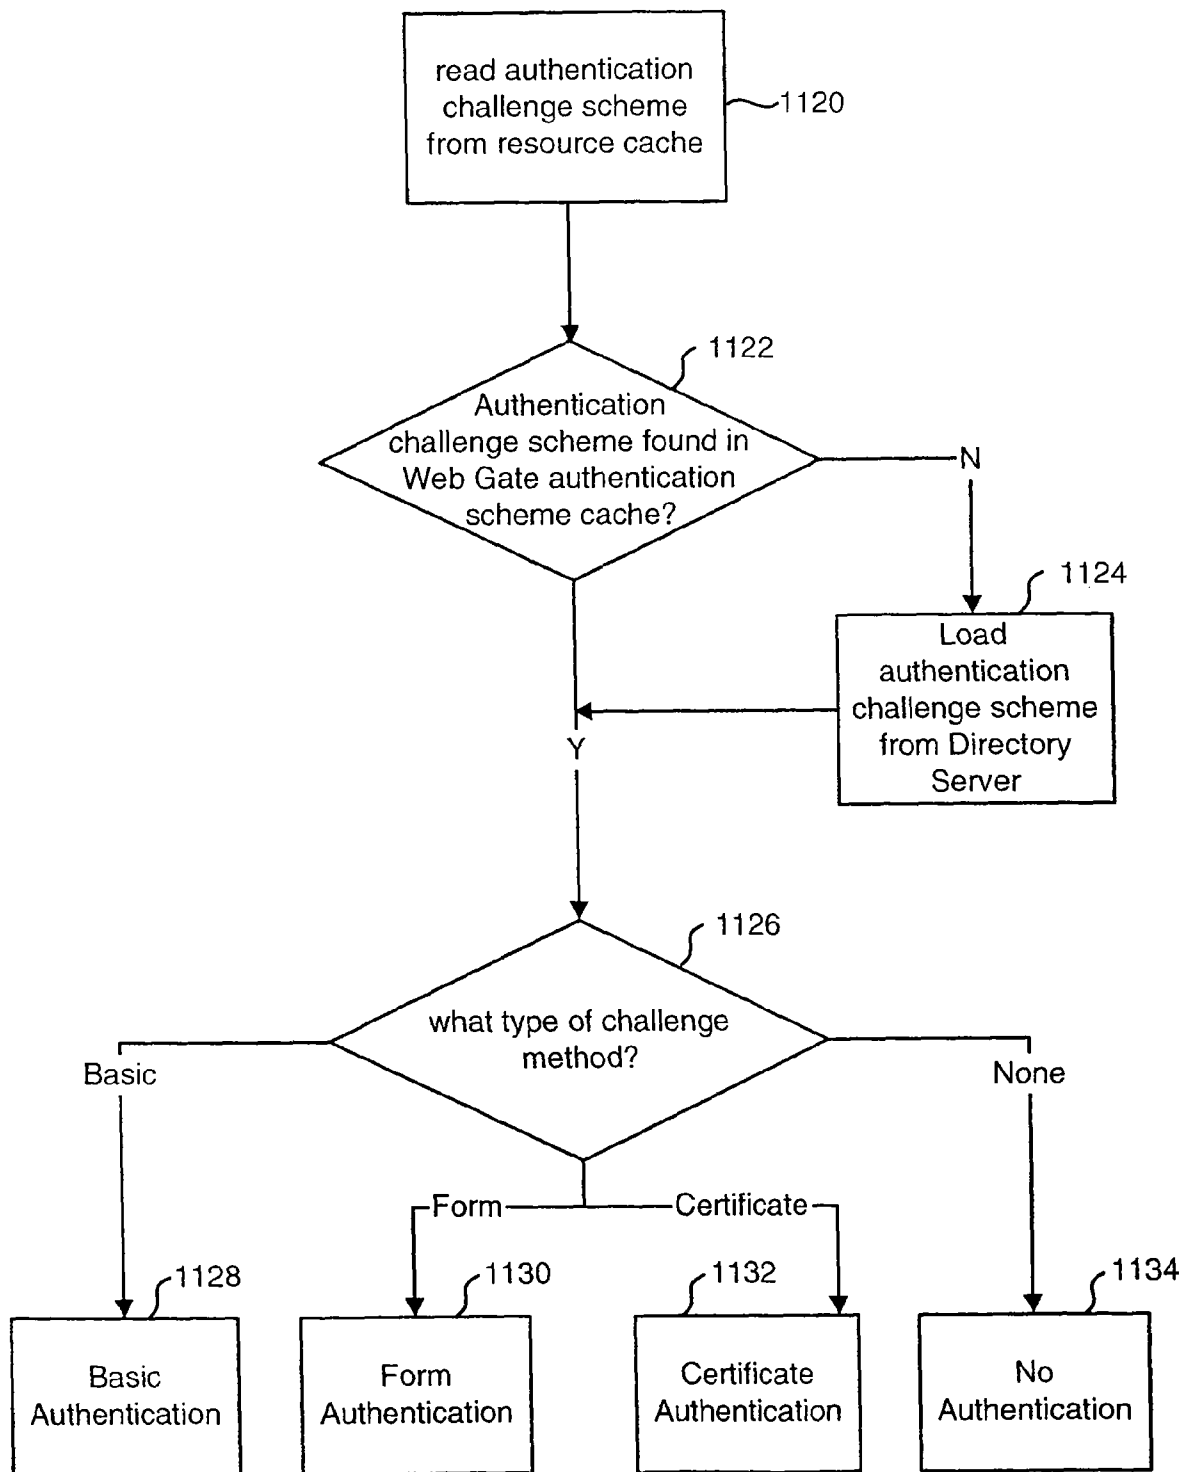 read authentication
challenge scheme
from resource cache
1120
1122
Authentication
challenge scheme found in
Web Gate authentication
scheme cache?
N
1124
Load
authentication
challenge scheme
from Directory
Server
Y
1126
what type of challenge
method?
Basic
None
Form
Certificate
1128
1130
1132
1134
Basic
Authentication
Form
Authentication
Certificate
Authentication
No
Authentication